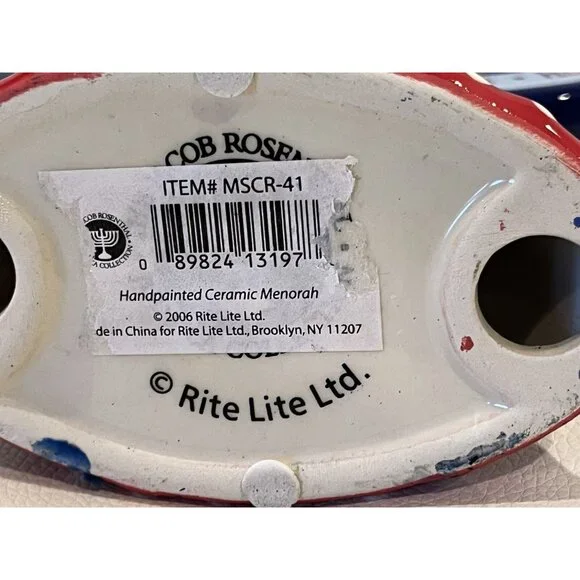 COB ROSENTH
ITEM# MSCR-41
COB ROSENTHAL
COLLECTION
0 89824 13197
Handpainted Ceramic Menorah
© 2006 Rite Lite Ltd.
de in China for Rite Lite Ltd., Brooklyn, NY 11207
© Rite Lite Ltd.